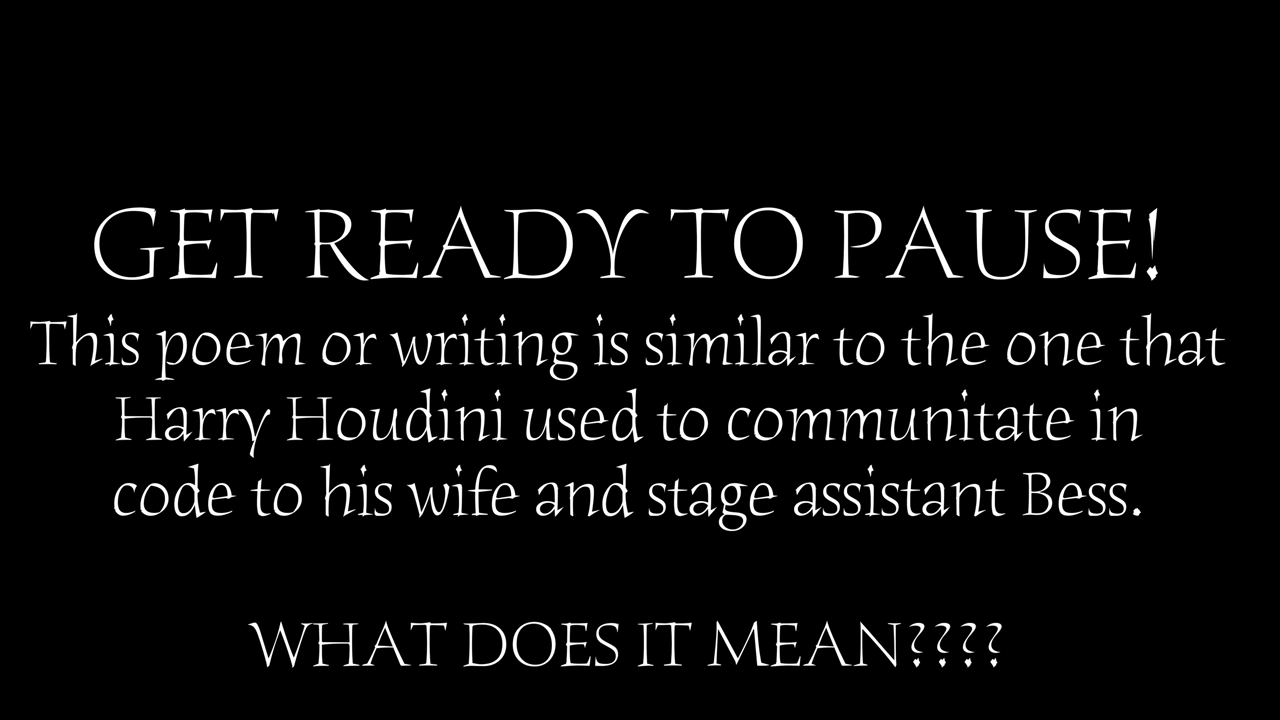 GET READY TO PAUSE!
This poem or writing is similar to the one that
Harry Houdini used to communitate in
code to his wife and stage assistant Bess.
WHAT DOES IT MEAN????